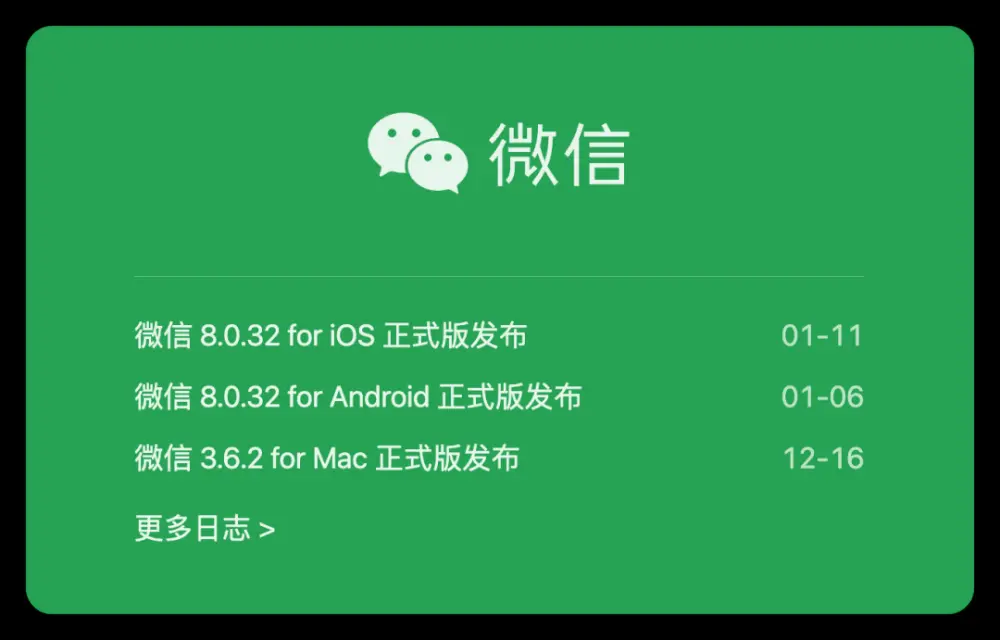 微信
微信 8.0.32 for iOS 正式版发布 01-11
微信 8.0.32 for Android 正式版发布 01-06
微信 3.6.2 for Mac 正式版发布 12-16
更多日志 >